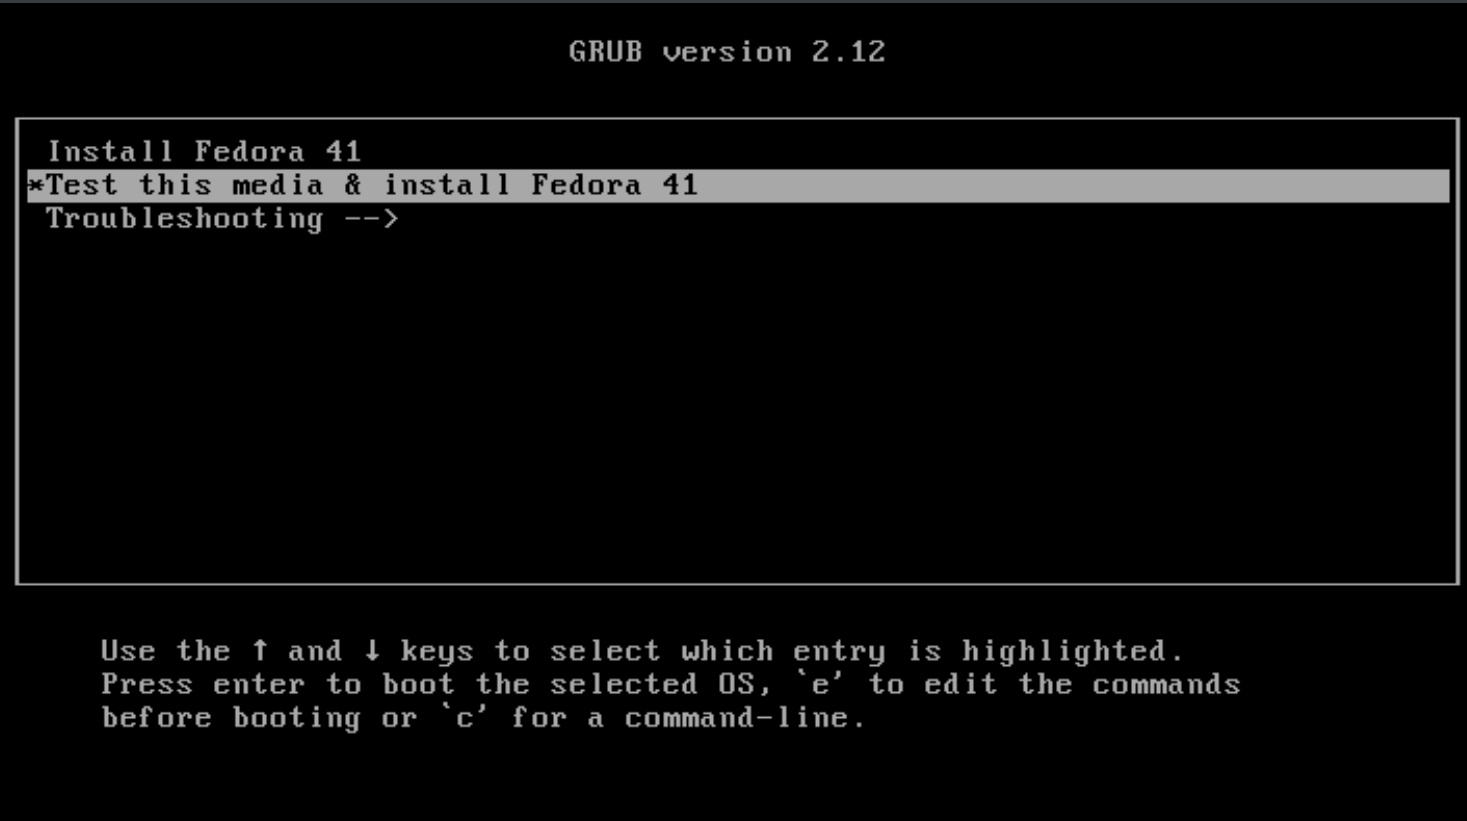 GRUB version 2.12
Install Fedora 41
*Test this media & install Fedora 41
Troubleshooting -->
Use the ↑ and ↓ keys to select which entry is highlighted.
Press enter to boot the selected OS, `e' to edit the commands
before booting or `c' for a command-line.